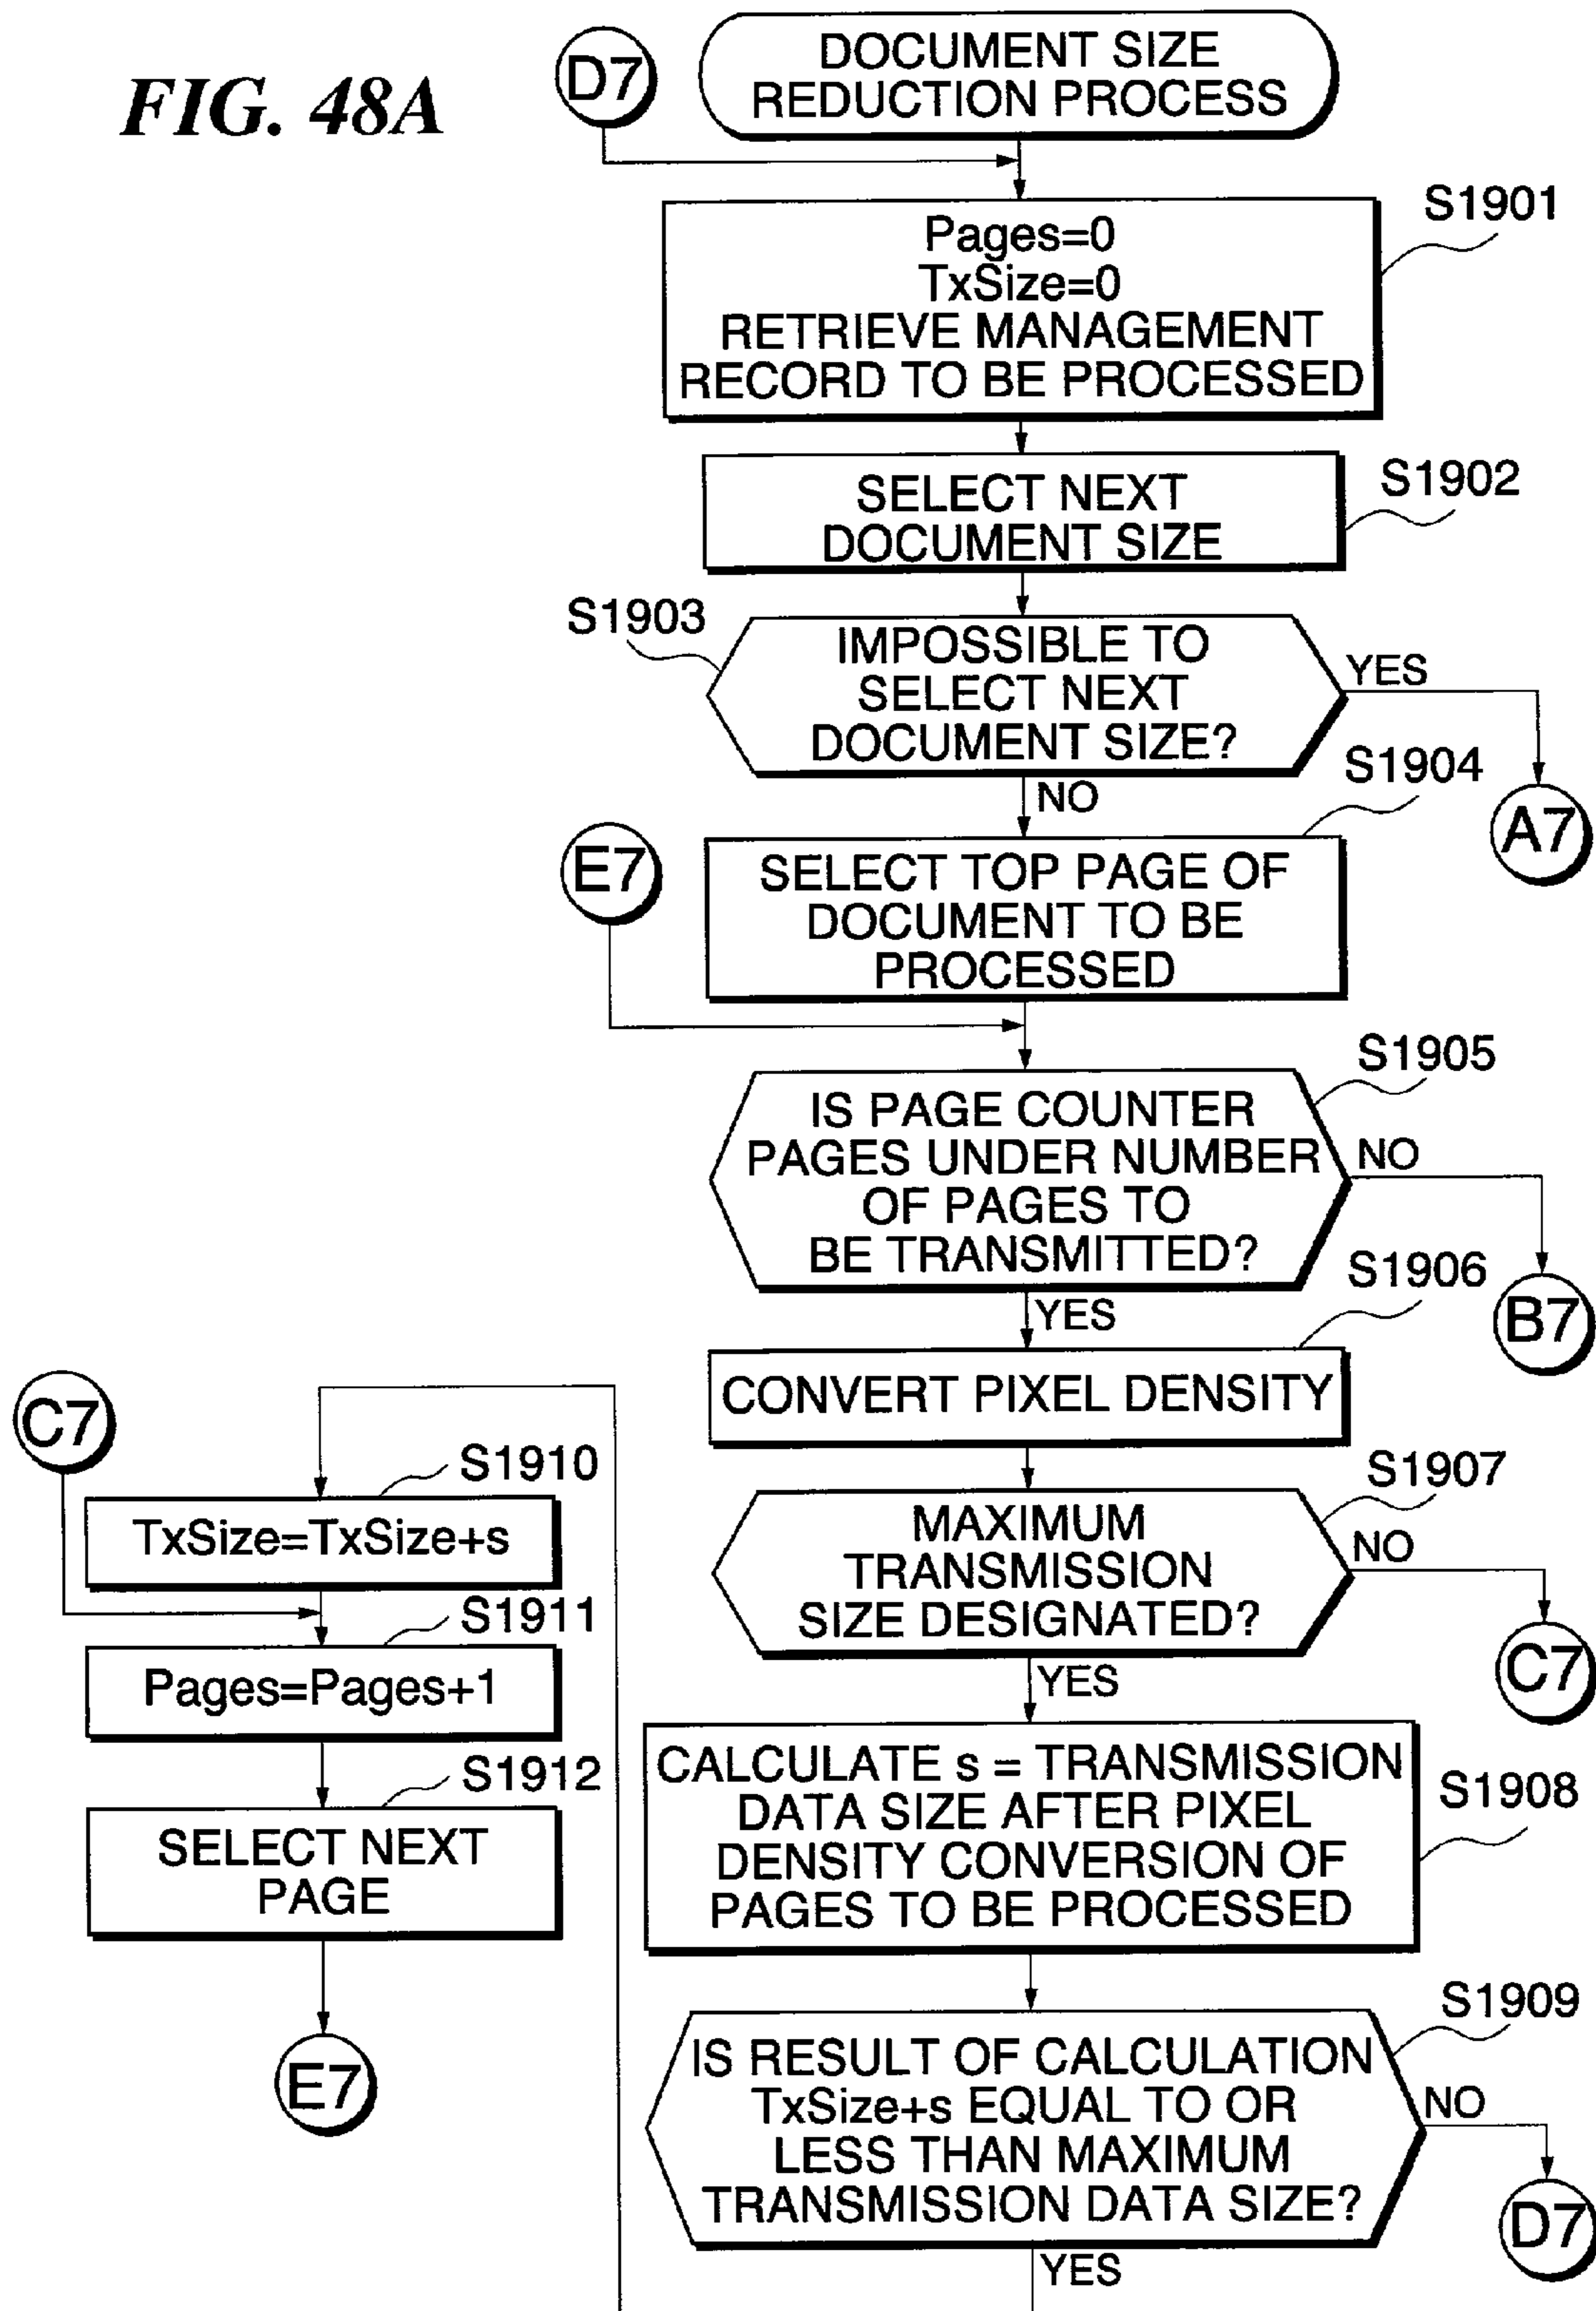 FIG. 48A
D7
DOCUMENT SIZE
REDUCTION PROCESS
S1901
Pages=0
TxSize=0
RETRIEVE MANAGEMENT
RECORD TO BE PROCESSED
S1902
SELECT NEXT
DOCUMENT SIZE
S1903
IMPOSSIBLE TO
SELECT NEXT
DOCUMENT SIZE?
YES
A7
NO
S1904
E7
SELECT TOP PAGE OF
DOCUMENT TO BE
PROCESSED
S1905
IS PAGE COUNTER
PAGES UNDER NUMBER
OF PAGES TO
BE TRANSMITTED?
NO
B7
YES
S1906
CONVERT PIXEL DENSITY
S1907
MAXIMUM
TRANSMISSION
SIZE DESIGNATED?
NO
C7
YES
CALCULATE s = TRANSMISSION
DATA SIZE AFTER PIXEL
DENSITY CONVERSION OF
PAGES TO BE PROCESSED
S1908
S1909
IS RESULT OF CALCULATION
TxSize+s EQUAL TO OR
LESS THAN MAXIMUM
TRANSMISSION DATA SIZE?
NO
D7
YES
C7
S1910
TxSize=TxSize+s
S1911
Pages=Pages+1
S1912
SELECT NEXT
PAGE
E7